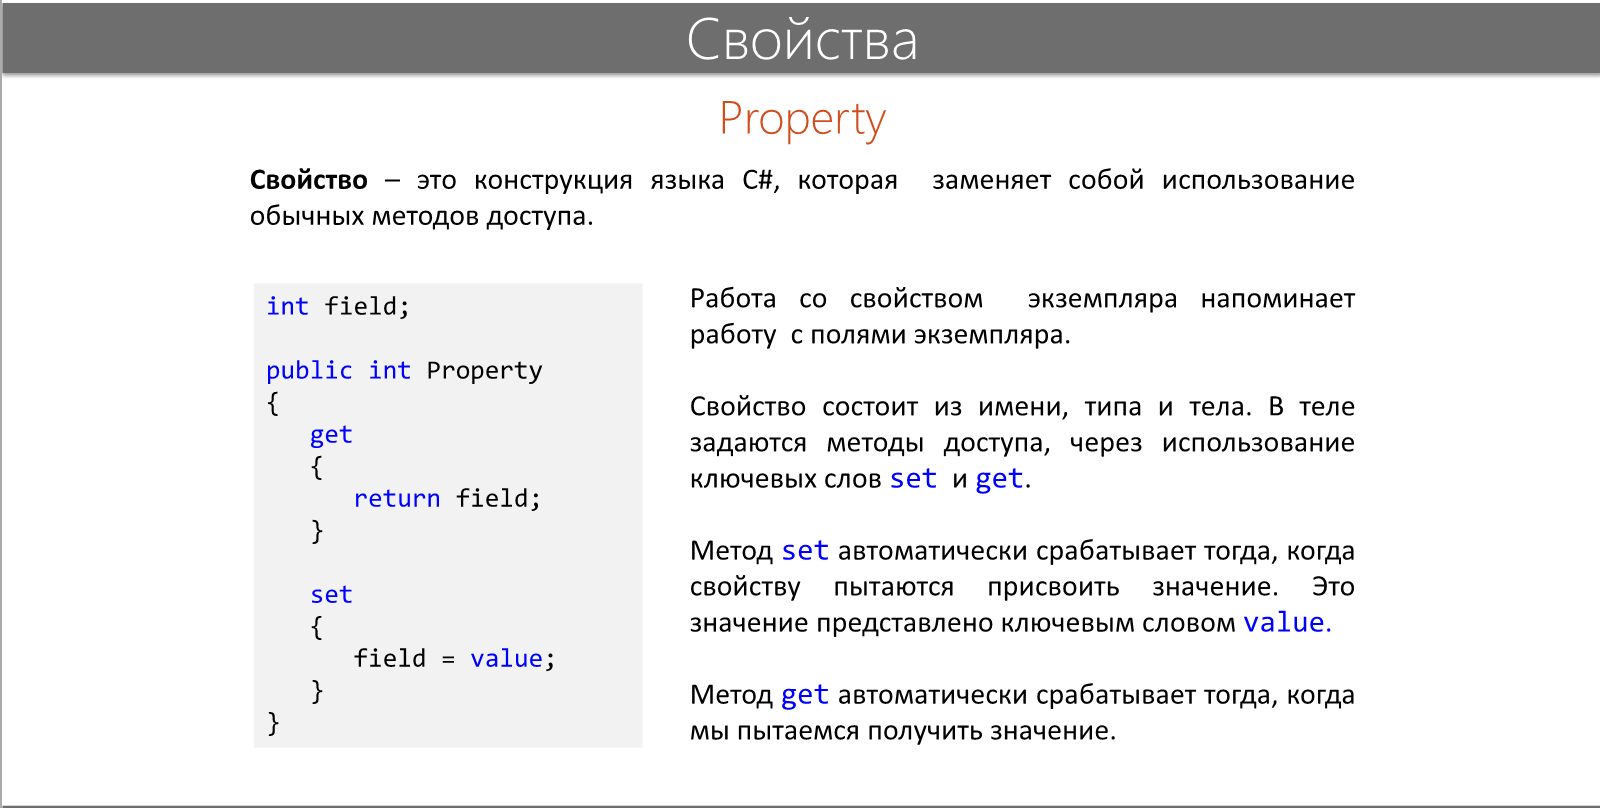 Свойства
Property
Свойство – это конструкция языка C#, которая заменяет собой использование
обычных методов доступа.
int field;
public int Property
{
get
{
return field;
}
set
{
field = value;
}
}
Работа со свойством экземпляра напоминает
работу с полями экземпляра.
Свойство состоит из имени, типа и тела. В теле
задаются методы доступа, через использование
ключевых слов set и get.
Метод set автоматически срабатывает тогда, когда
свойству пытаются присвоить значение. Это
значение представлено ключевым словом value.
Метод get автоматически срабатывает тогда, когда
мы пытаемся получить значение.